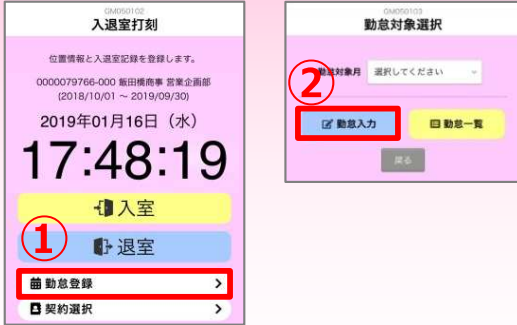 GM050102
入退室打刻
位置情報と入退室記録を登録します。
0000079766-000 飯田橋商事 営業企画部
(2018/10/01 ～ 2019/09/30)
2019年01月16日（水）
17:48:19
入室
①
退室
勤怠登録
契約選択
GM050103
勤怠対象選択
②
勤怠対象月 選択してください
勤怠入力 勤怠一覧
戻る